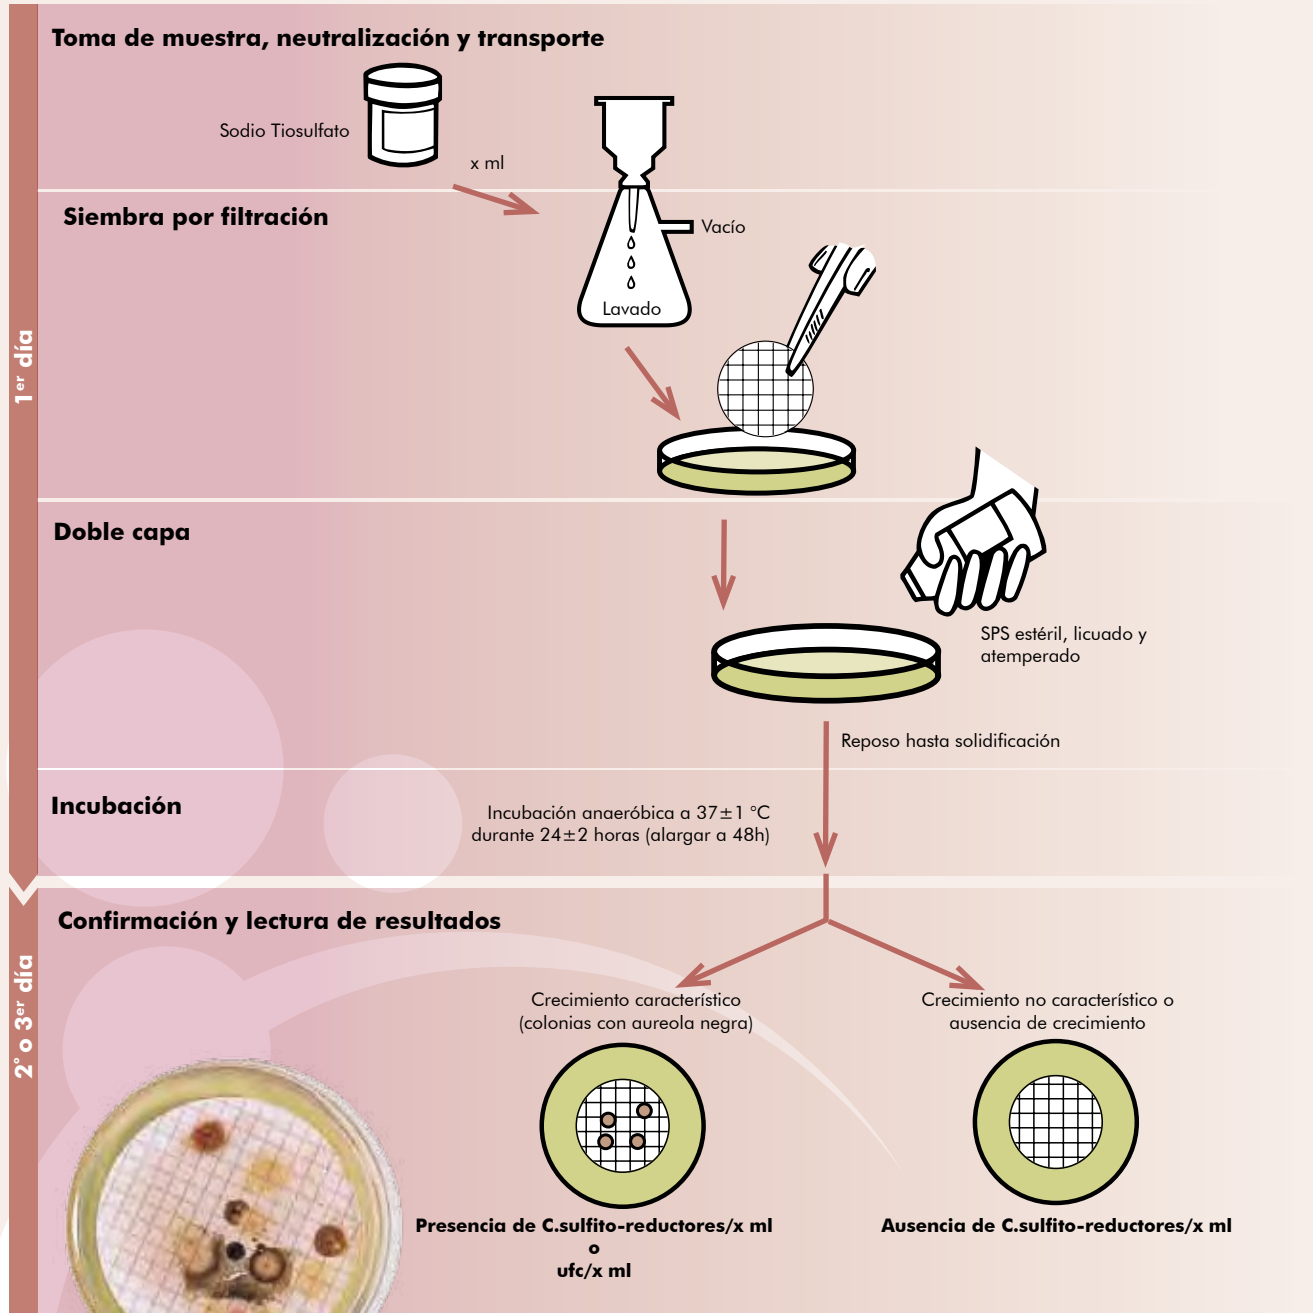 Toma de muestra, neutralización y transporte
Sodio Tiosulfato
x ml
Siembra por filtración
Vacío
Lavado
1er día
Doble capa
SPS estéril, licuado y
atemperado
Reposo hasta solidificación
Incubación
Incubación anaeróbica a 37±1 °C
durante 24±2 horas (alargar a 48h)
Confirmación y lectura de resultados
2° o 3er día
Crecimiento característico
(colonias con aureola negra)
Crecimiento no característico o
ausencia de crecimiento
Presencia de C.sulfito-reductores/x ml
o
ufc/x ml
Ausencia de C.sulfito-reductores/x ml